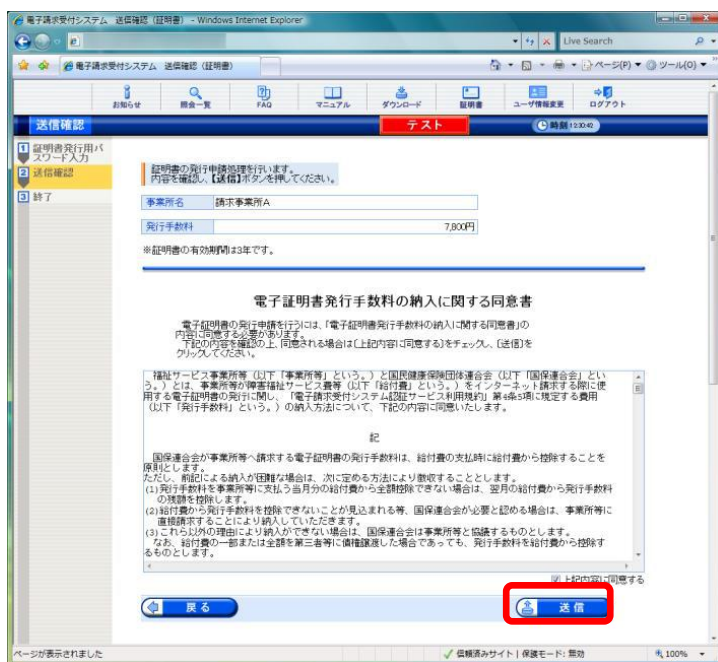 電子請求受付システム 送信確認（証明書） - Windows Internet Explorer
Live Search
電子請求受付システム 送信確認（証明書）
ページ(P) ツール(O)
お知らせ 照会一覧 FAQ マニュアル ダウンロード 証明書 ユーザ情報変更 ログアウト
送信確認 テスト 時刻 12:30:42
1 証明書発行用パスワード入力
2 送信確認
3 終了
証明書の発行申請処理を行います。
内容を確認し、【送信】ボタンを押してください。
事業所名 請求事業所A
発行手数料 7,800円
※証明書の有効期間は3年です。
電子証明書発行手数料の納入に関する同意書
電子証明書の発行申請を行うには、「電子証明書発行手数料の納入に関する同意書」の
内容に同意する必要があります。
下記の内容を確認の上、同意される場合は［上記内容に同意する］をチェックし、［送信］を
クリックしてください。
福祉サービス事業所等（以下「事業所等」という。）と国民健康保険団体連合会（以下「国保連合会」とい
う。）とは、事業所等が障害福祉サービス費等（以下「給付費」という。）をインターネット請求する際に使
用する電子証明書の発行に関し、「電子請求受付システム認証サービス利用規約」第4条5項に規定する費用
（以下「発行手数料」という。）の納入方法について、下記の内容に同意いたします。
記
国保連合会が事業所等へ請求する電子証明書の発行手数料は、給付費の支払時に給付費から控除することを
原則とします。
ただし、前記による納入が困難な場合は、次に定める方法により徴収することとします。
(1)発行手数料を事業所等に支払う当月分の給付費から全額控除できない場合は、翌月の給付費から発行手数料
の残額を控除します。
(2)給付費から発行手数料を控除できないことが見込まれる等、国保連合会が必要と認める場合は、事業所等に
直接請求することにより納入していただきます。
(3)これら以外の理由により納入ができない場合は、国保連合会は事業所等と協議するものとします。
なお、給付費の一部または全額を第三者等に債権譲渡した場合であっても、発行手数料を給付費から控除す
るものとします。
上記内容に同意する
戻る 送信
ページが表示されました 信頼済みサイト | 保護モード: 無効 100%